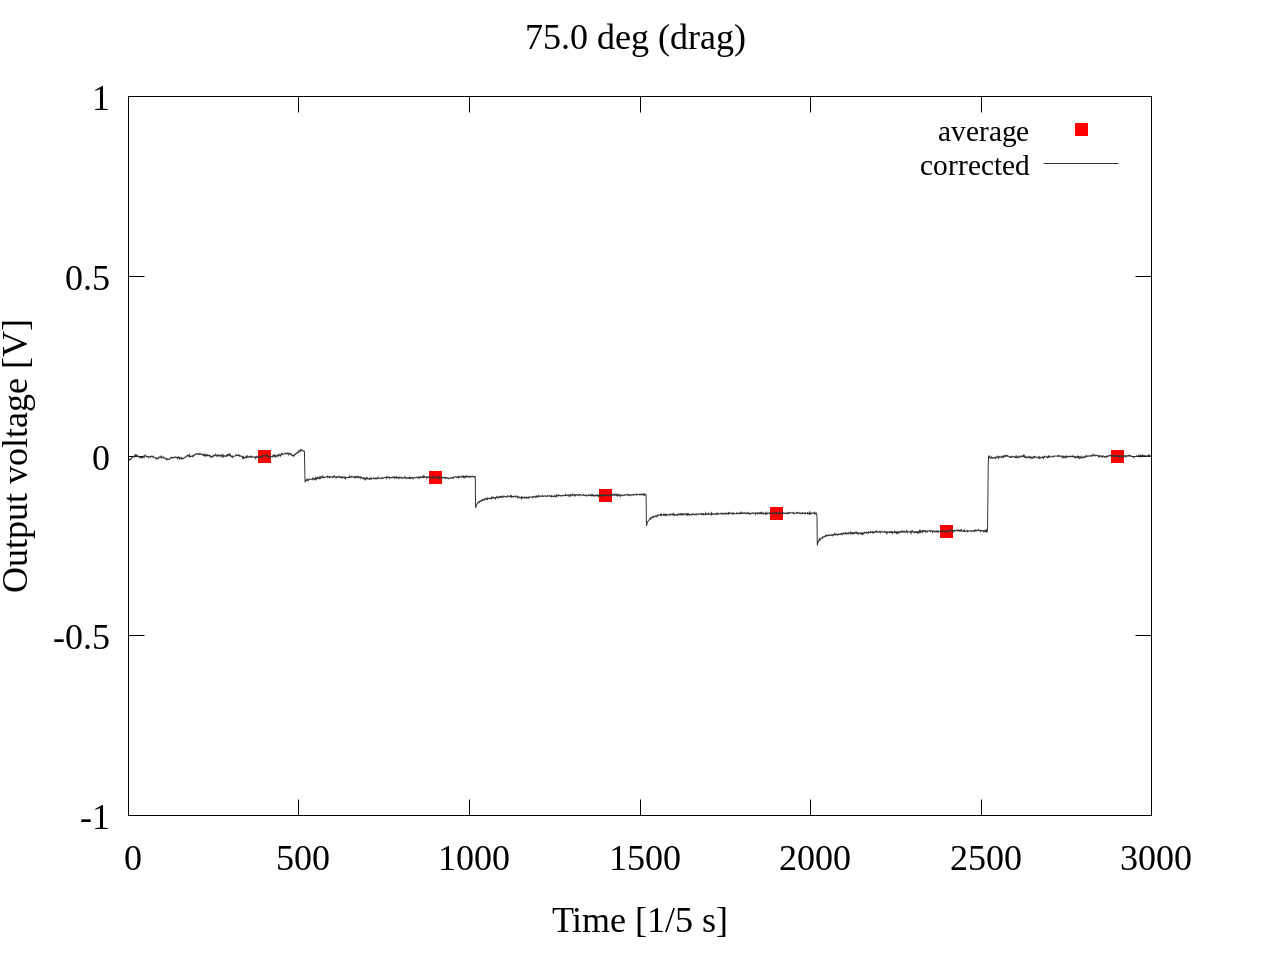 75.0 deg (drag)
average
corrected
1
0.5
0
-0.5
-1
Output voltage [V]
0 500 1000 1500 2000 2500 3000
Time [1/5 s]